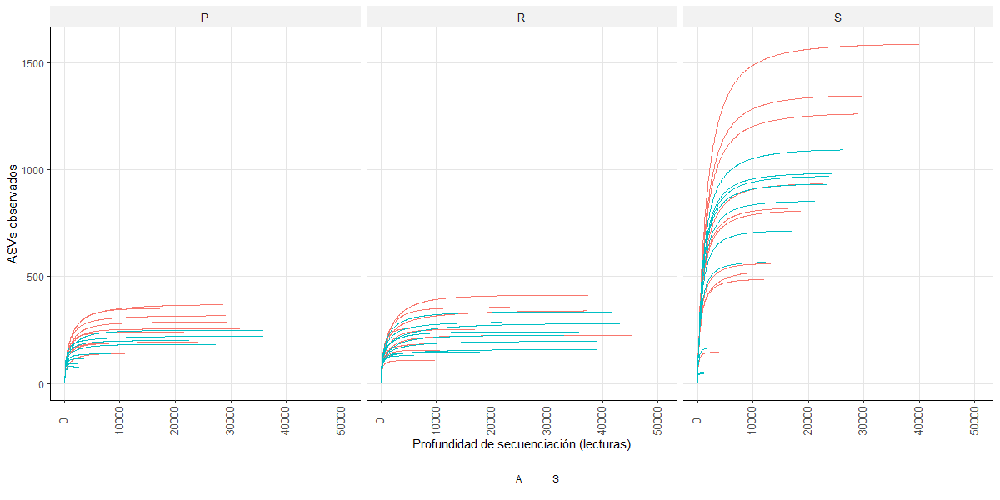 P R S
1500
1000
500
0
ASVs observados
0 10000 20000 30000 40000 50000 0 10000 20000 30000 40000 50000 0 10000 20000 30000 40000 50000
Profundidad de secuenciación (lecturas)
A S